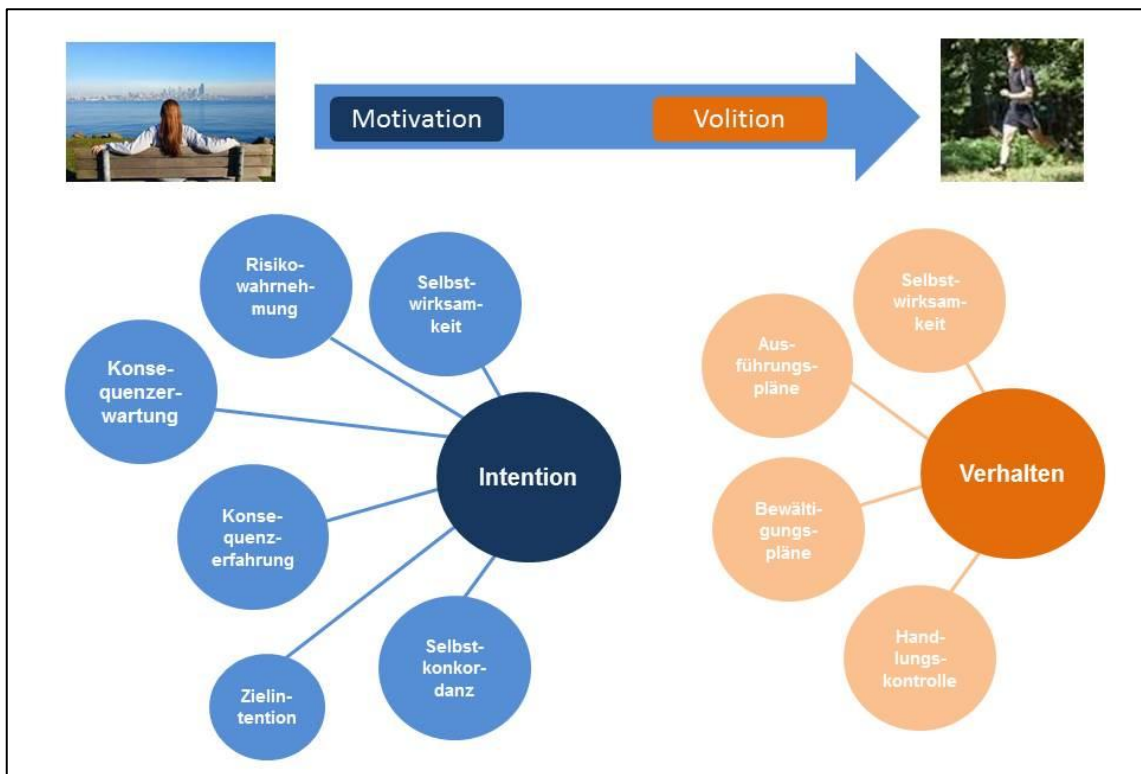 Motivation
Volition
Risiko-
wahrneh-
mung
Selbst-
wirksam-
keit
Konse-
quenzer-
wartung
Konse-
quenz-
erfahrung
Zielin-
tention
Selbst-
konkor-
danz
Intention
Selbst-
wirksam-
keit
Aus-
führungs-
pläne
Bewälti-
gungs-
pläne
Hand-
lungs-
kontrolle
Verhalten